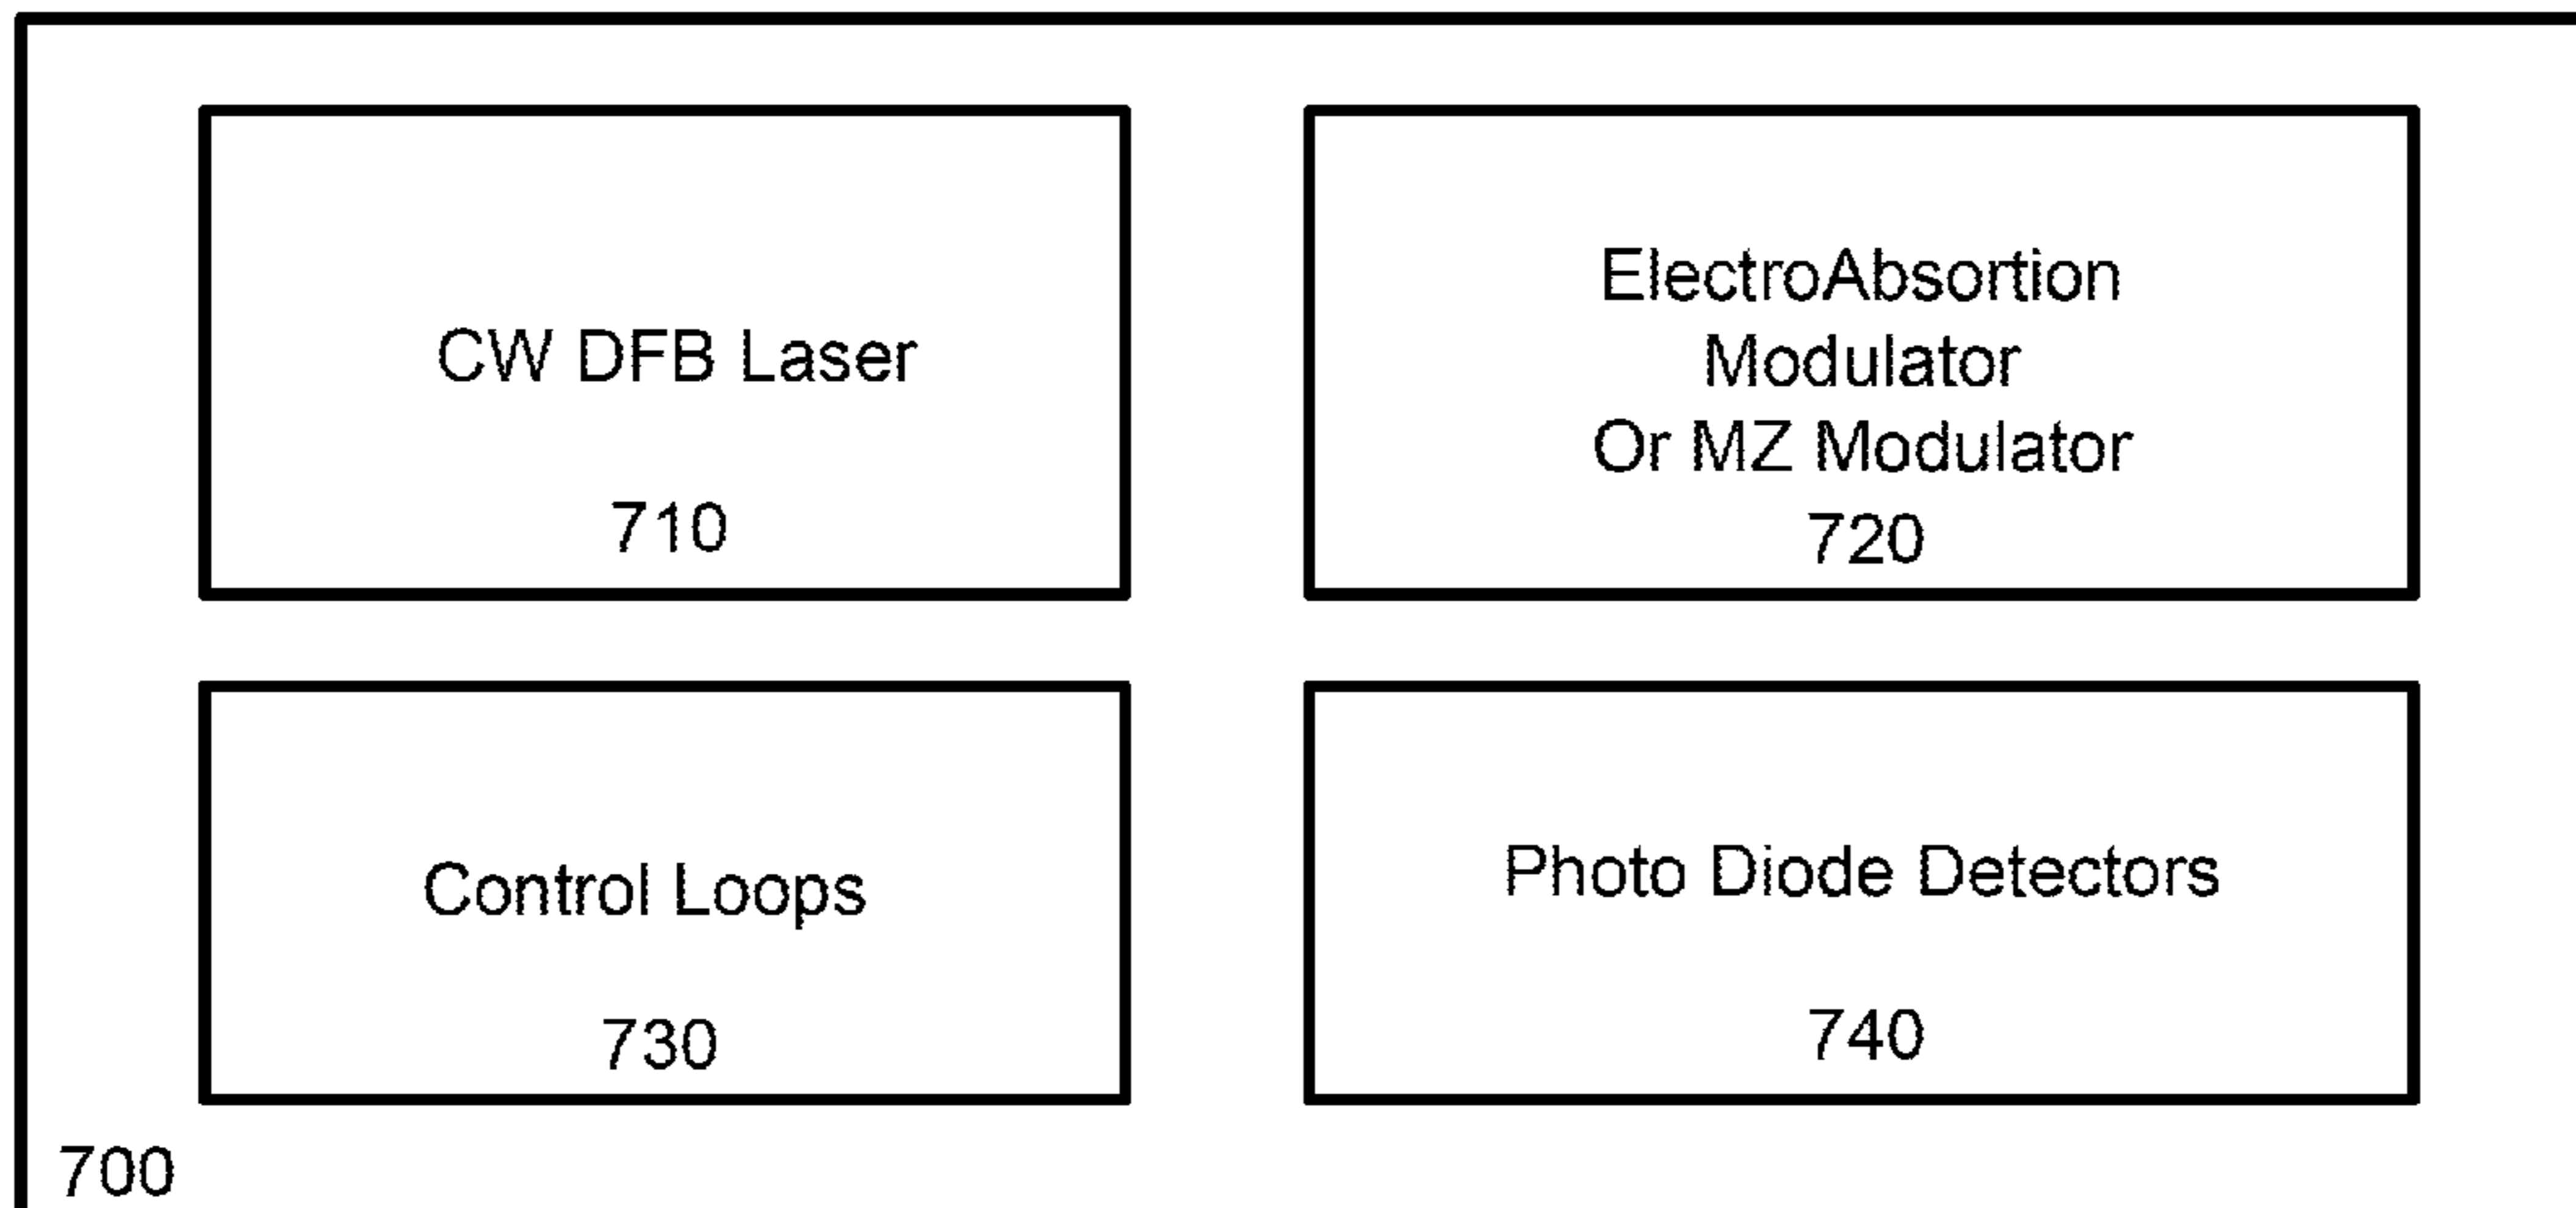 CW DFB Laser
710
ElectroAbsortion
Modulator
Or MZ Modulator
720
Control Loops
730
Photo Diode Detectors
740
700